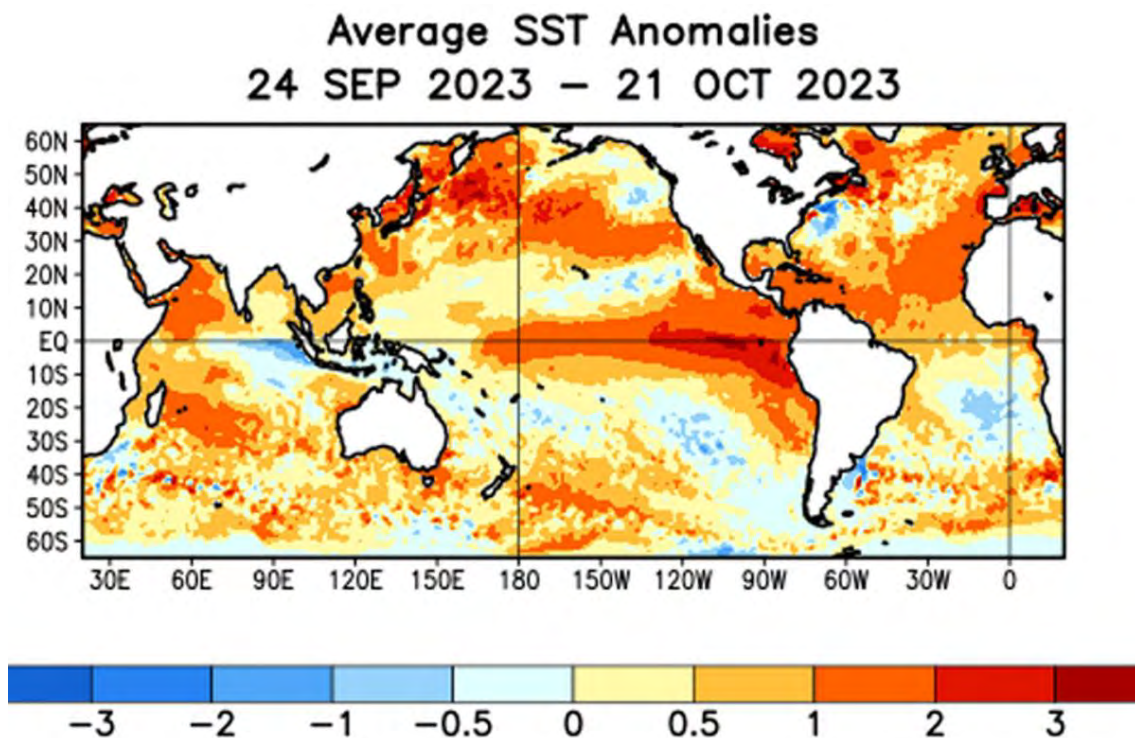 Average SST Anomalies
24 SEP 2023 – 21 OCT 2023
60N
50N
40N
30N
20N
10N
EQ
10S
20S
30S
40S
50S
60S
30E 60E 90E 120E 150E 180 150W 120W 90W 60W 30W 0
−3 −2 −1 −0.5 0 0.5 1 2 3